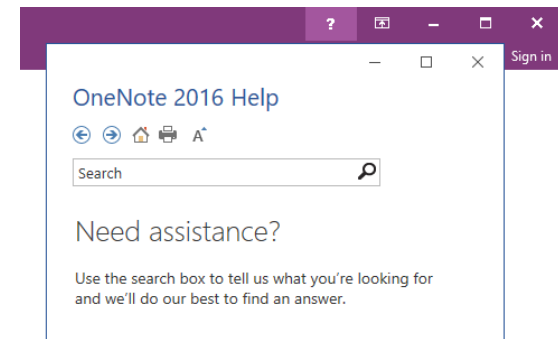 ?
Sign in
OneNote 2016 Help
A
Search
Need assistance?
Use the search box to tell us what you're looking for
and we'll do our best to find an answer.